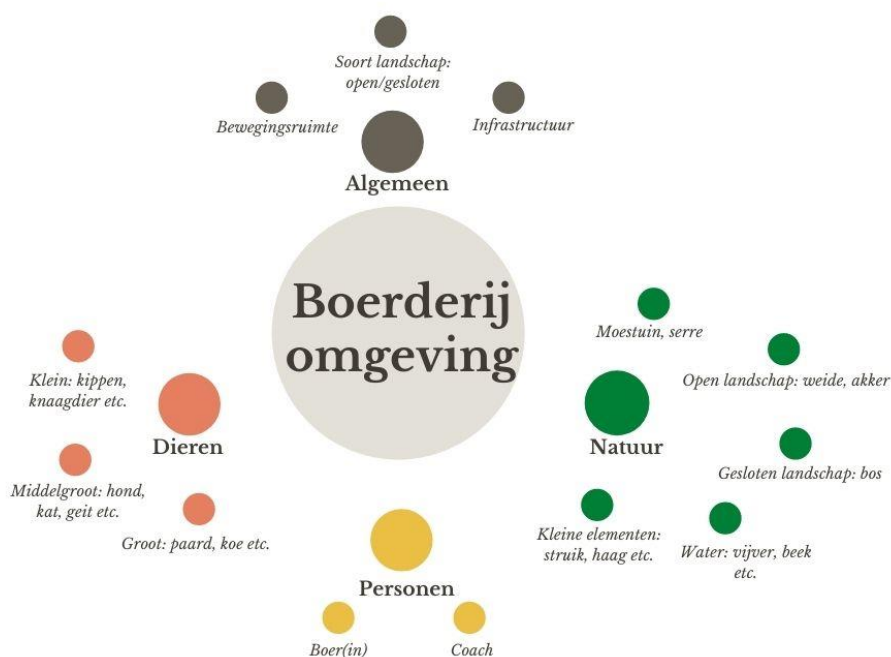 Soort landschap:
open/gesloten
Bewegingsruimte
Infrastructuur
Algemeen
Boerderij
omgeving
Moestuin, serre
Open landschap: weide, akker
Gesloten landschap: bos
Natuur
Kleine elementen:
struik, haag etc.
Water: vijver, beek
etc.
Klein: kippen,
knaagdier etc.
Dieren
Middelgroot: hond,
kat, geit etc.
Groot: paard, koe etc.
Personen
Boer(in)
Coach